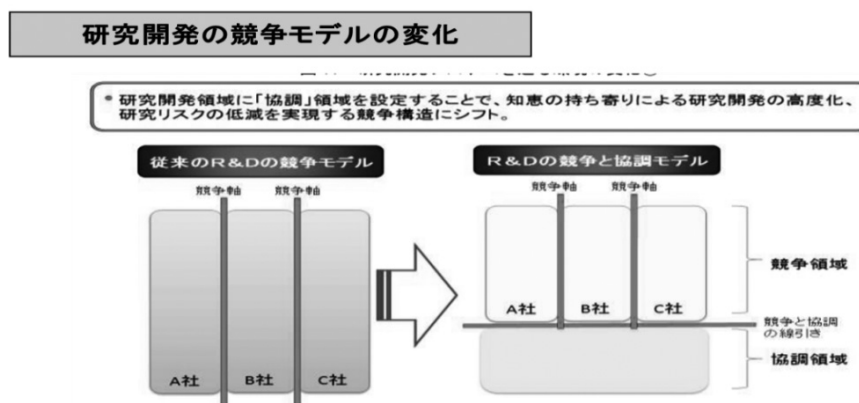 研究開発の競争モデルの変化
* 研究開発領域に「協調」領域を設定することで、知恵の持ち寄りによる研究開発の高度化、
研究リスクの低減を実現する競争構造にシフト。
従来のR&Dの競争モデル
R&Dの競争と協調モデル
競争軸 競争軸
競争軸 競争軸
A社 B社 C社
A社 B社 C社
競争領域
競争と協調
の線引き
協調領域